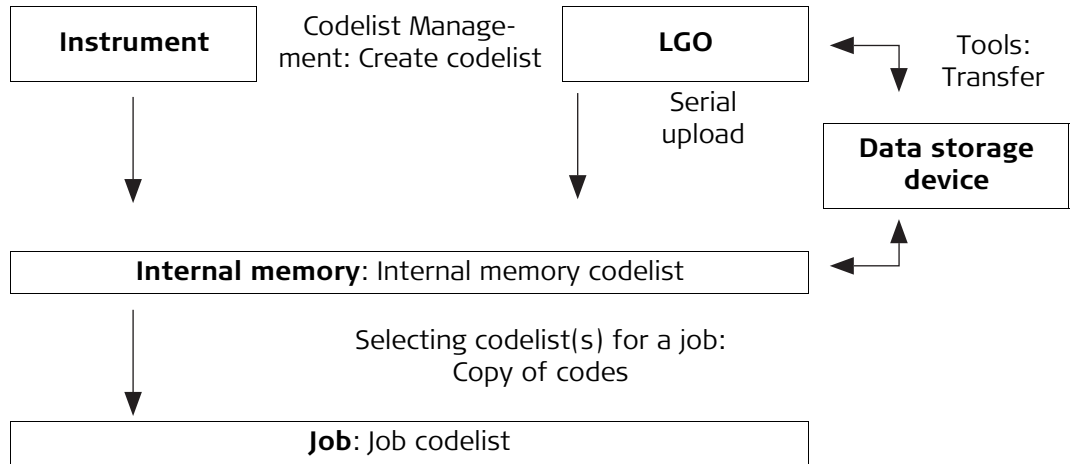 Instrument
Codelist Manage-
ment: Create codelist
LGO
Tools:
Transfer
Serial
upload
Data storage
device
Internal memory: Internal memory codelist
Selecting codelist(s) for a job:
Copy of codes
Job: Job codelist